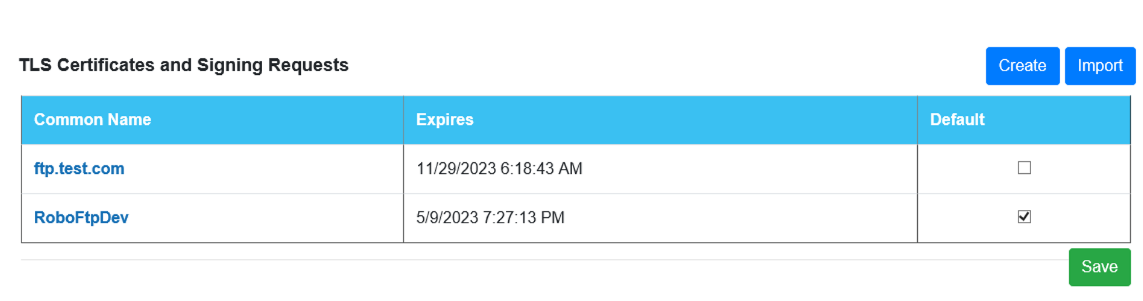 TLS Certificates and Signing Requests
Create
Import
Common Name Expires Default
ftp.test.com 11/29/2023 6:18:43 AM
RoboFtpDev 5/9/2023 7:27:13 PM
Save